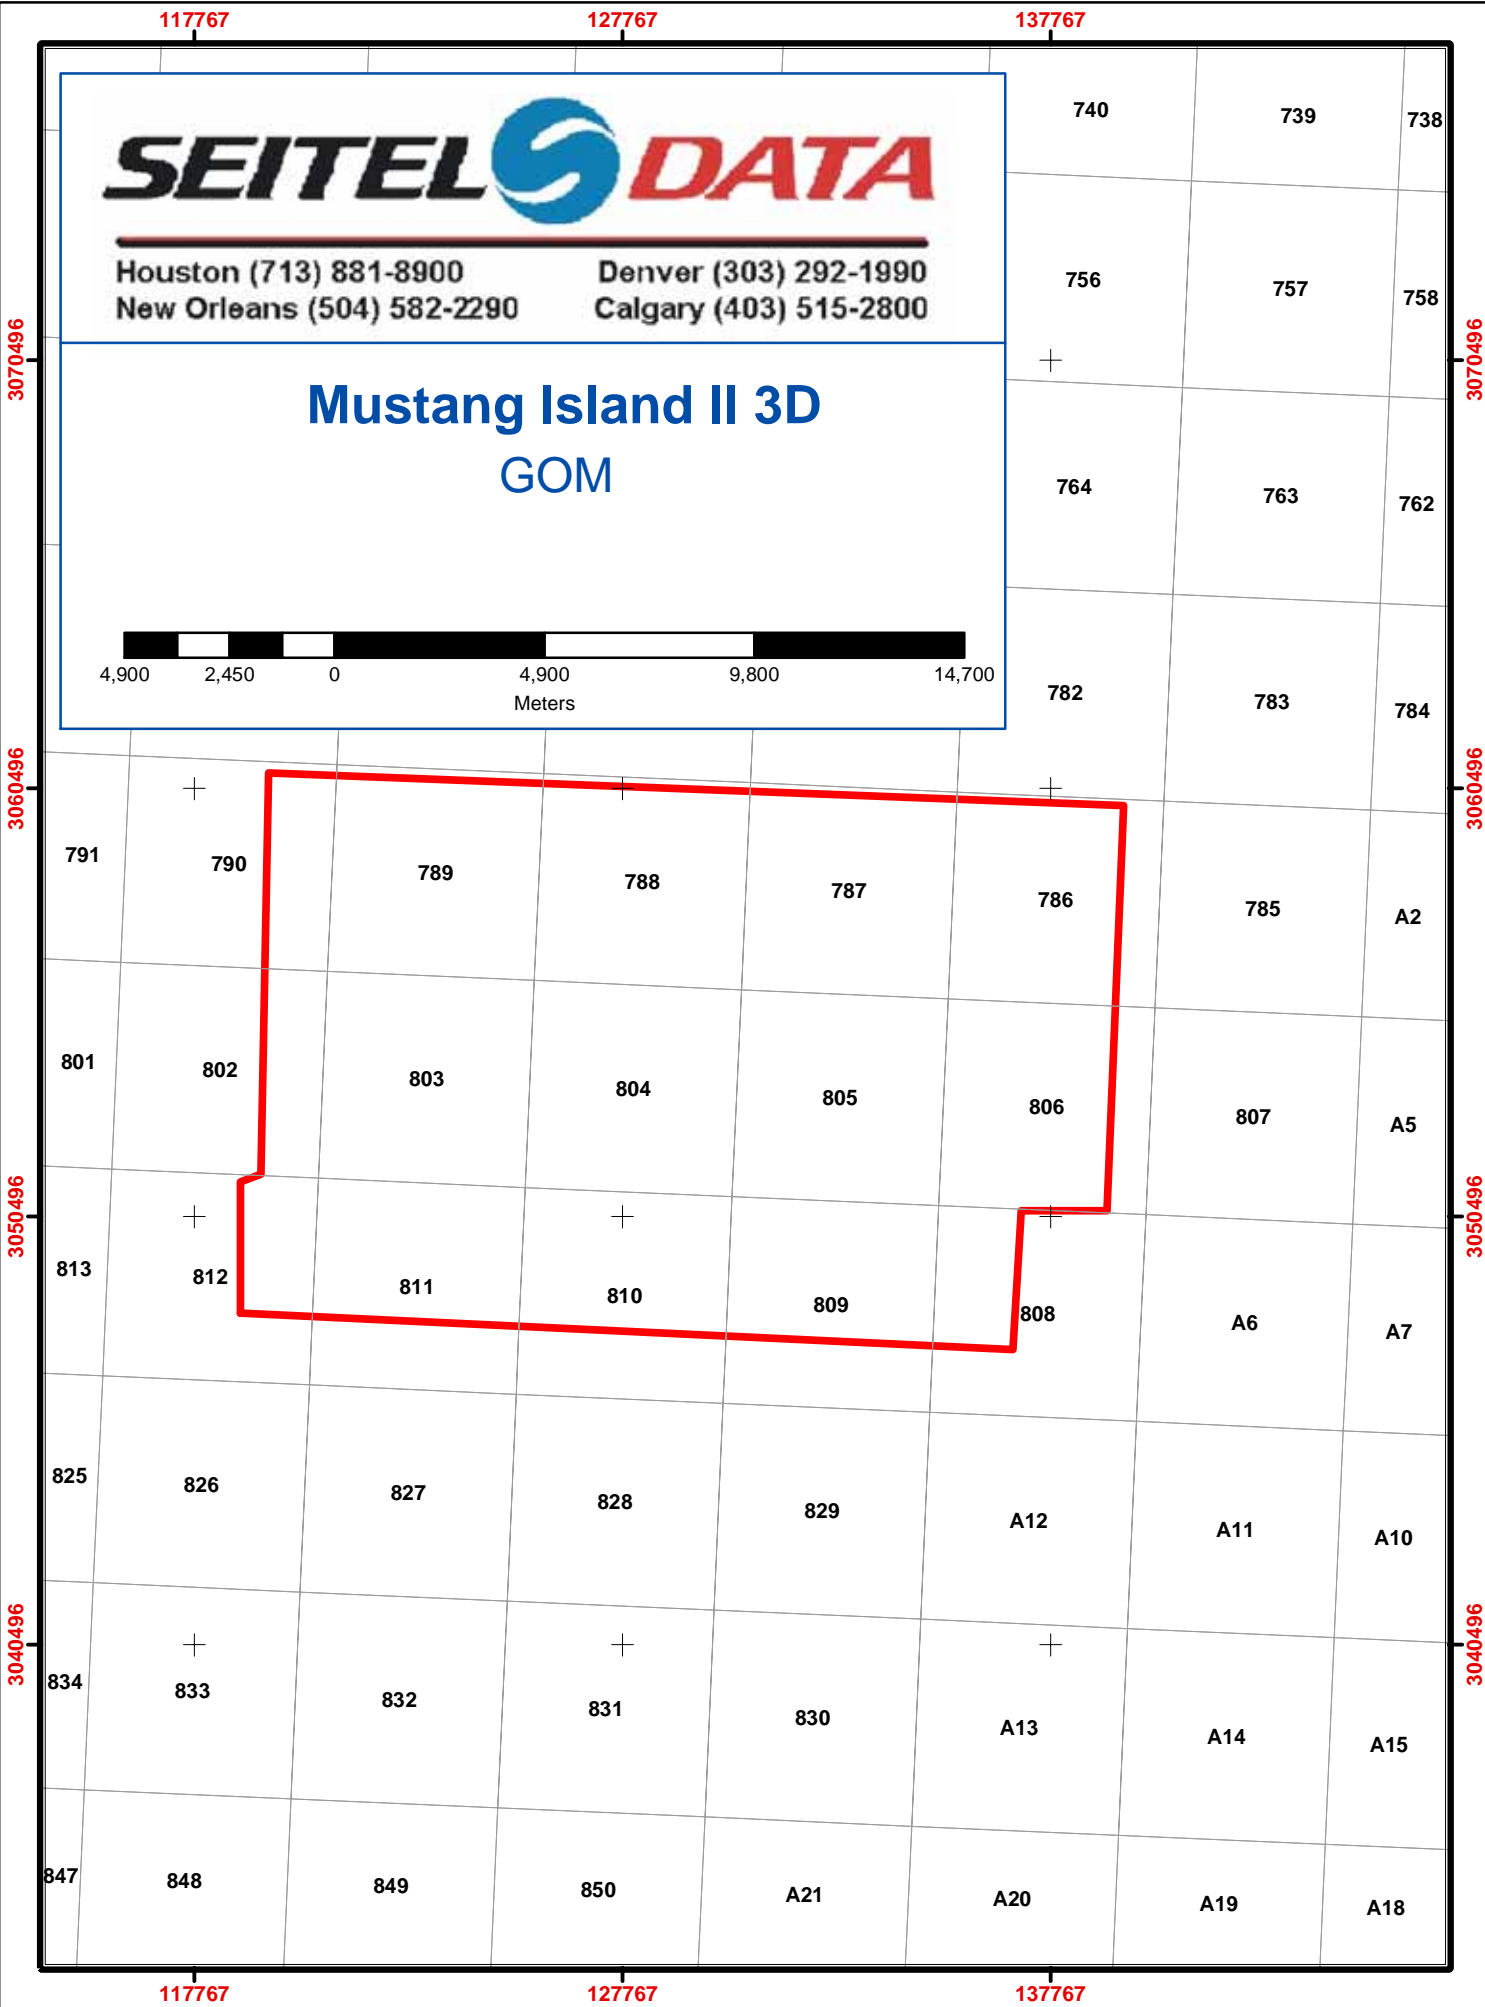 117767 127767 137767
740 739 738
SEITEL DATA
Houston (713) 881-8900 Denver (303) 292-1990
New Orleans (504) 582-2290 Calgary (403) 515-2800
756 757 758
3070496 3070496
Mustang Island II 3D
GOM
764 763 762
4,900 2,450 0 4,900 9,800 14,700
Meters
782 783 784
3060496 3060496
791 790 789 788 787 786 785 A2
801 802 803 804 805 806 807 A5
3050496 3050496
813 812 811 810 809 808 A6 A7
825 826 827 828 829 A12 A11 A10
3040496 3040496
834 833 832 831 830 A13 A14 A15
847 848 849 850 A21 A20 A19 A18
117767 127767 137767